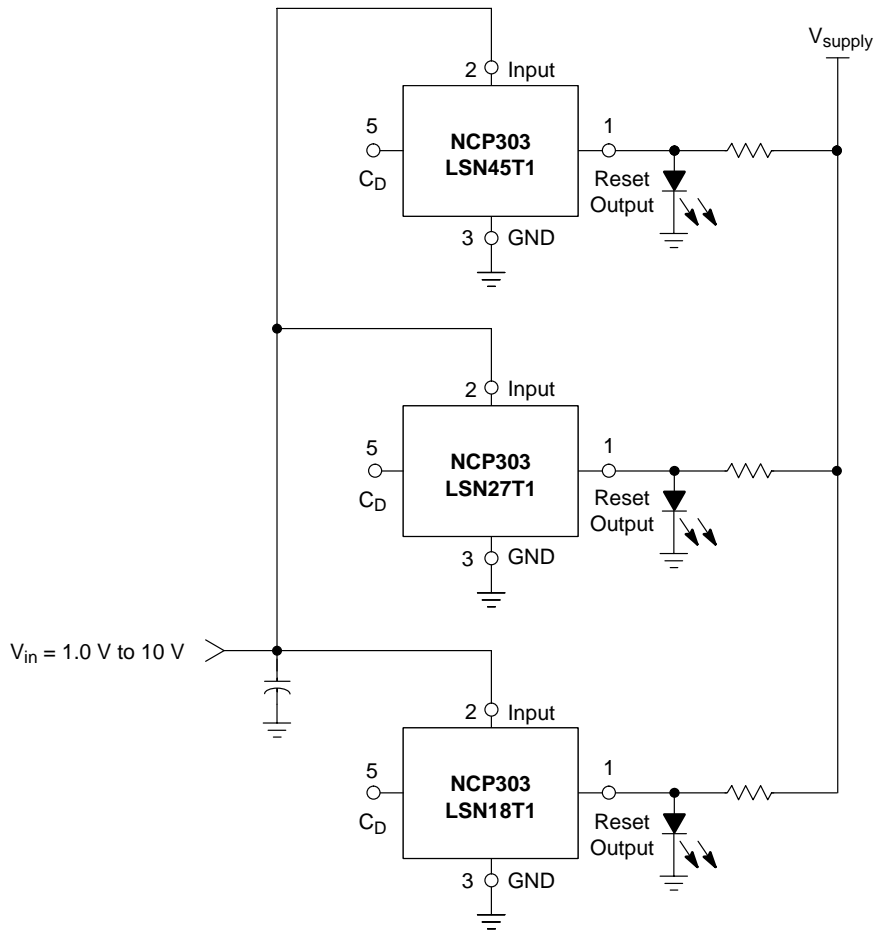 V_supply
2 Input
5
C_D
NCP303
LSN45T1
1
Reset
Output
3 GND
2 Input
5
C_D
NCP303
LSN27T1
1
Reset
Output
3 GND
V_in = 1.0 V to 10 V
2 Input
5
C_D
NCP303
LSN18T1
1
Reset
Output
3 GND